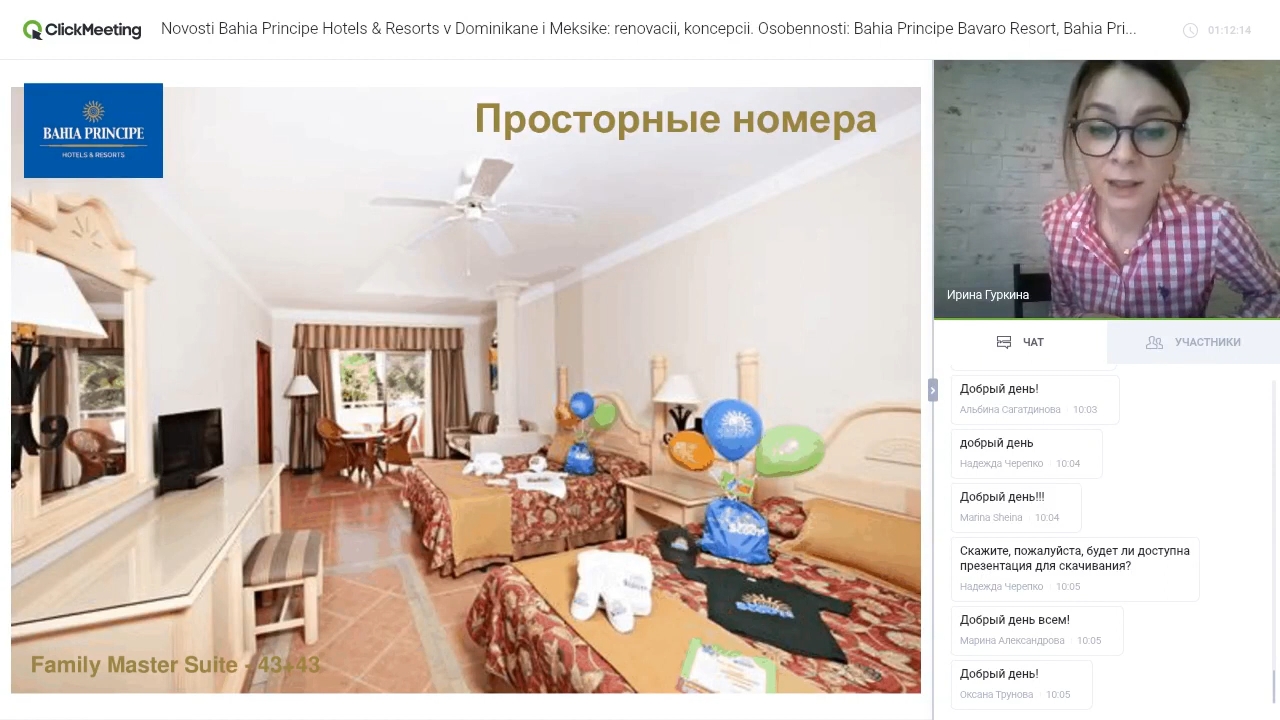 ClickMeeting
Novosti Bahia Principe Hotels & Resorts v Dominikane i Meksike: renovacii, koncepcii. Osobennosti: Bahia Principe Bavaro Resort, Bahia Pri...
01:12:14
BAHIA PRINCIPE
HOTELS & RESORTS
Просторные номера
Family Master Suite - 43+43
Ирина Гуркина
ЧАТ
УЧАСТНИКИ
Добрый день!
Альбина Сагатдинова 10:03
добрый день
Надежда Черепко 10:04
Добрый день!!!
Marina Sheina 10:04
Скажите, пожалуйста, будет ли доступна
презентация для скачивания?
Надежда Черепко 10:05
Добрый день всем!
Марина Александрова 10:05
Добрый день!
Оксана Трунова 10:05